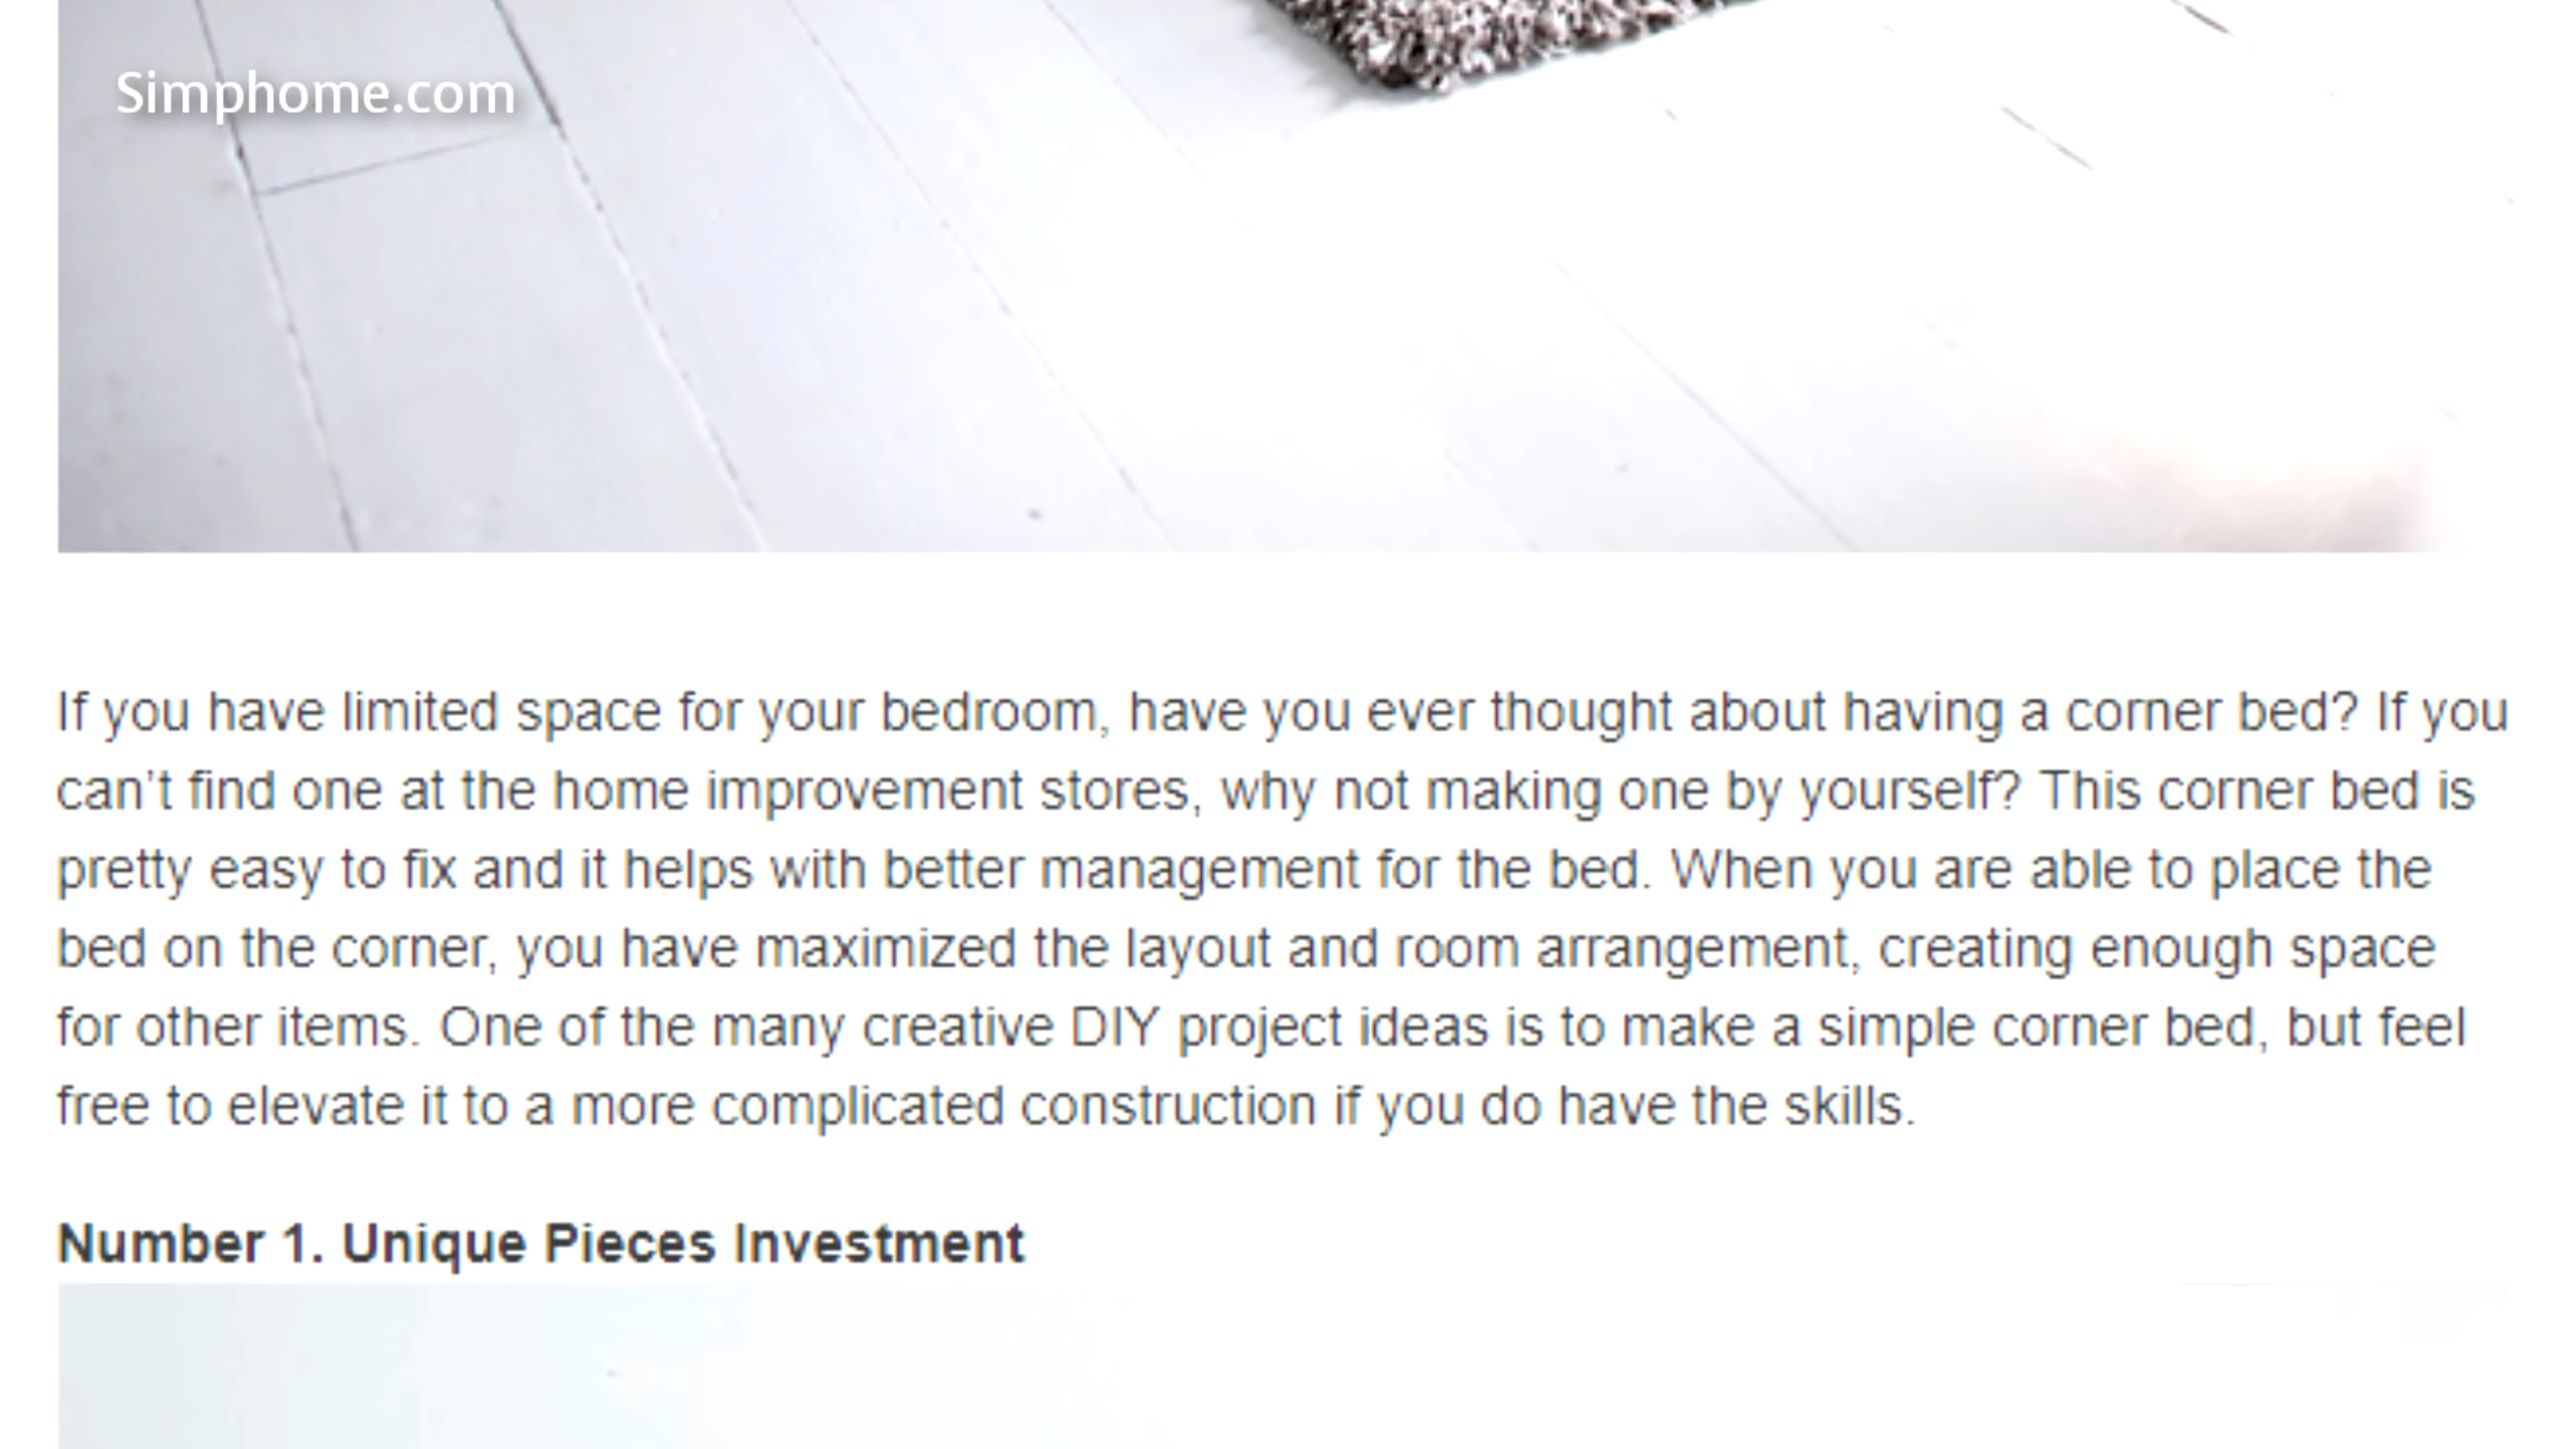 Simphome.com
If you have limited space for your bedroom, have you ever thought about having a corner bed? If you
can't find one at the home improvement stores, why not making one by yourself? This corner bed is
pretty easy to fix and it helps with better management for the bed. When you are able to place the
bed on the corner, you have maximized the layout and room arrangement, creating enough space
for other items. One of the many creative DIY project ideas is to make a simple corner bed, but feel
free to elevate it to a more complicated construction if you do have the skills.
Number 1. Unique Pieces Investment